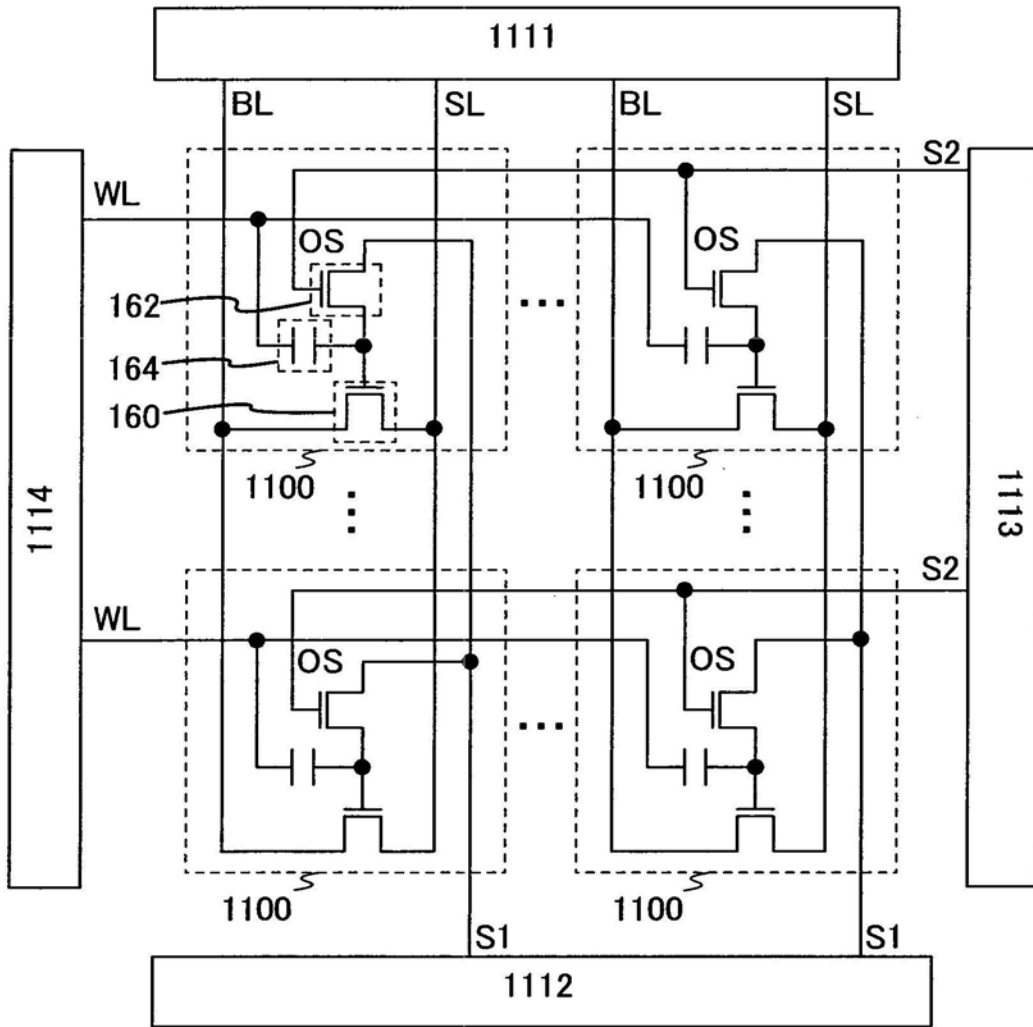 1111
BL SL BL SL
S2
WL
OS OS
162
164
160
1100 1100
1114
1113
S2
WL
OS OS
1100 1100
S1 S1
1112